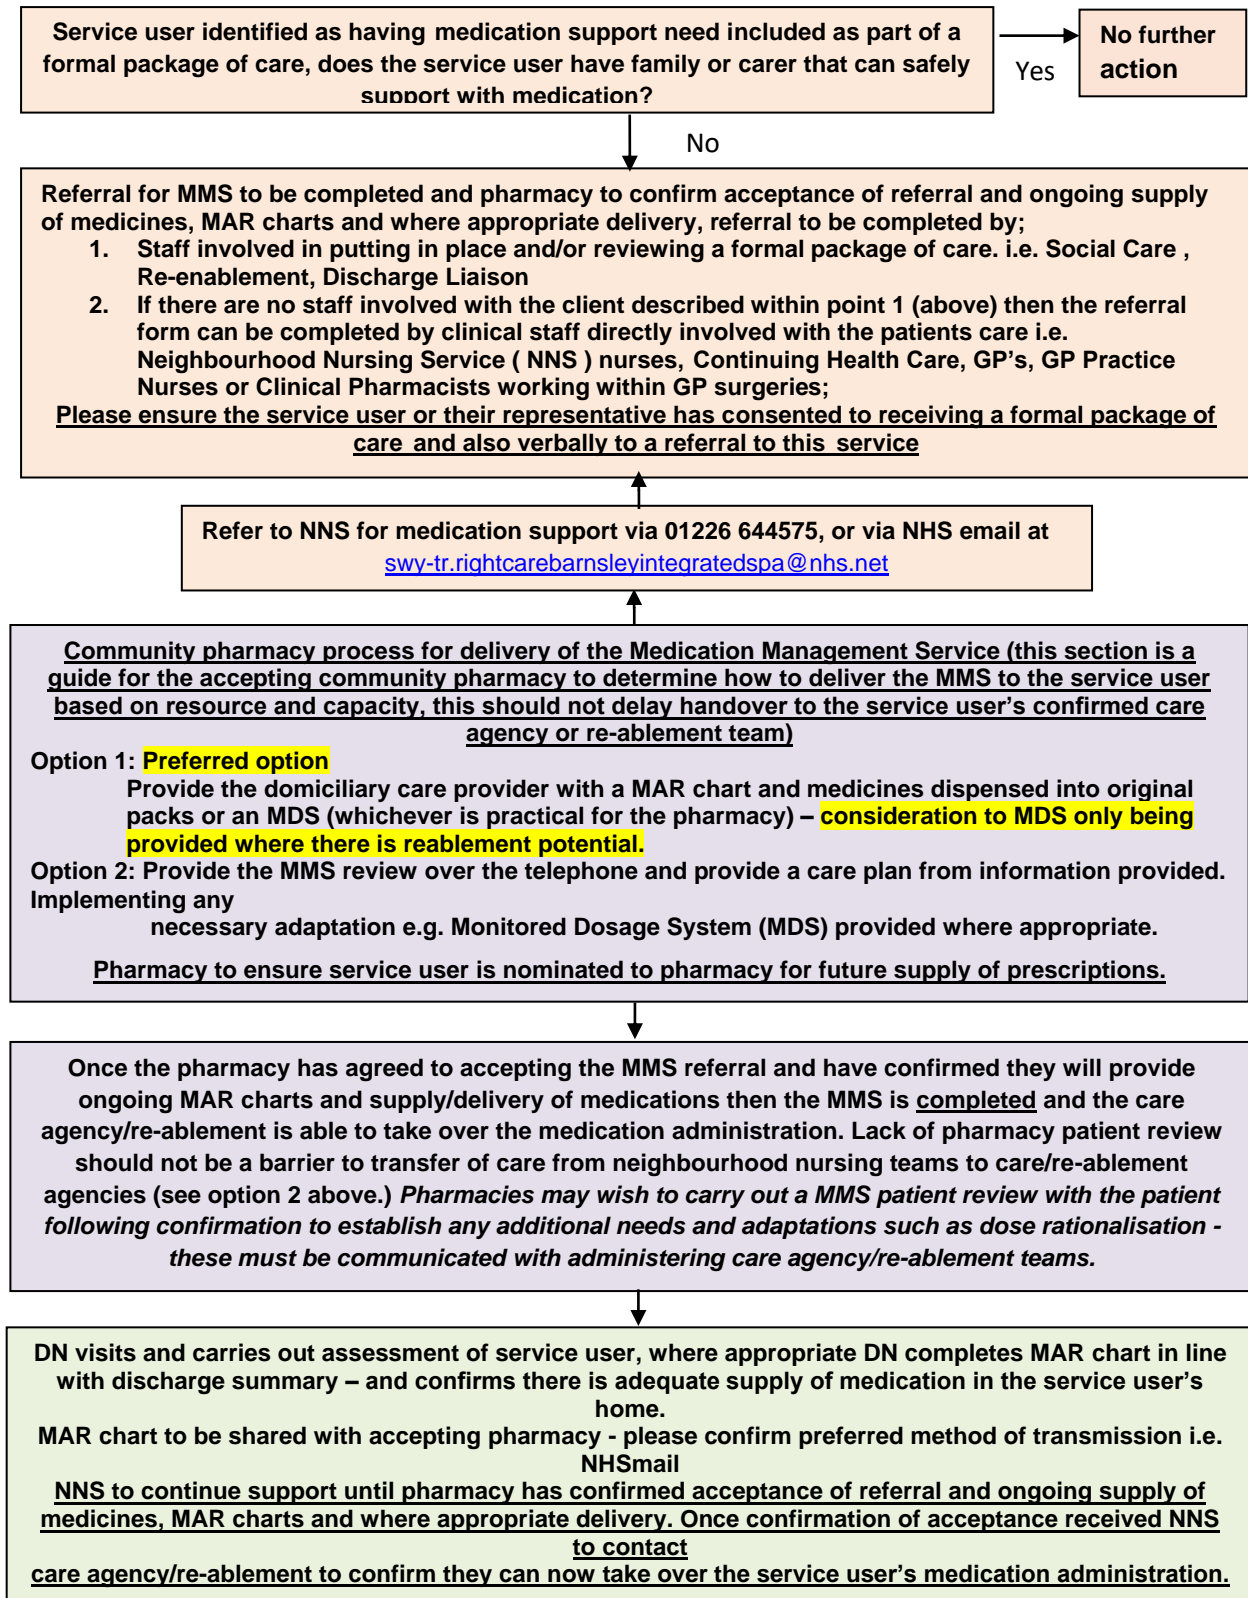 Service user identified as having medication support need included as part of a
formal package of care, does the service user have family or carer that can safely
support with medication?
Yes
No further
action
No
Referral for MMS to be completed and pharmacy to confirm acceptance of referral and ongoing supply
of medicines, MAR charts and where appropriate delivery, referral to be completed by;
1. Staff involved in putting in place and/or reviewing a formal package of care. i.e. Social Care ,
Re-enablement, Discharge Liaison
2. If there are no staff involved with the client described within point 1 (above) then the referral
form can be completed by clinical staff directly involved with the patients care i.e.
Neighbourhood Nursing Service ( NNS ) nurses, Continuing Health Care, GP's, GP Practice
Nurses or Clinical Pharmacists working within GP surgeries;
Please ensure the service user or their representative has consented to receiving a formal package of
care and also verbally to a referral to this service
Refer to NNS for medication support via 01226 644575, or via NHS email at
swy-tr.rightcarebarnsleyintegratedspa@nhs.net
Community pharmacy process for delivery of the Medication Management Service (this section is a
guide for the accepting community pharmacy to determine how to deliver the MMS to the service user
based on resource and capacity, this should not delay handover to the service user's confirmed care
agency or re-ablement team)
Option 1: Preferred option
Provide the domiciliary care provider with a MAR chart and medicines dispensed into original
packs or an MDS (whichever is practical for the pharmacy) – consideration to MDS only being
provided where there is reablement potential.
Option 2: Provide the MMS review over the telephone and provide a care plan from information provided.
Implementing any
necessary adaptation e.g. Monitored Dosage System (MDS) provided where appropriate.
Pharmacy to ensure service user is nominated to pharmacy for future supply of prescriptions.
Once the pharmacy has agreed to accepting the MMS referral and have confirmed they will provide
ongoing MAR charts and supply/delivery of medications then the MMS is completed and the care
agency/re-ablement is able to take over the medication administration. Lack of pharmacy patient review
should not be a barrier to transfer of care from neighbourhood nursing teams to care/re-ablement
agencies (see option 2 above.) Pharmacies may wish to carry out a MMS patient review with the patient
following confirmation to establish any additional needs and adaptations such as dose rationalisation -
these must be communicated with administering care agency/re-ablement teams.
DN visits and carries out assessment of service user, where appropriate DN completes MAR chart in line
with discharge summary – and confirms there is adequate supply of medication in the service user's
home.
MAR chart to be shared with accepting pharmacy - please confirm preferred method of transmission i.e.
NHSmail
NNS to continue support until pharmacy has confirmed acceptance of referral and ongoing supply of
medicines, MAR charts and where appropriate delivery. Once confirmation of acceptance received NNS
to contact
care agency/re-ablement to confirm they can now take over the service user's medication administration.